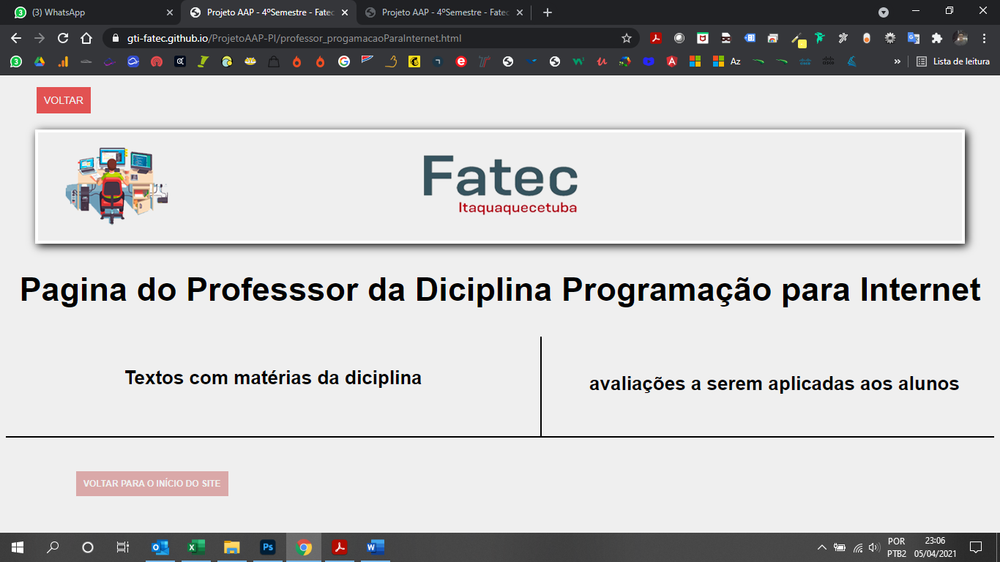 (3) WhatsApp
Projeto AAP - 4ºSemestre - Fatec
Projeto AAP - 4ºSemestre - Fatec
gti-fatec.github.io/ProjetoAAP-PI/professor_progamacaoParaInternet.html
Az
»
Lista de leitura
VOLTAR
Fatec
Itaquaquecetuba
Pagina do Professsor da Diciplina Programação para Internet
Textos com matérias da diciplina
avaliações a serem aplicadas aos alunos
VOLTAR PARA O INÍCIO DO SITE
POR
PTB2
23:06
05/04/2021